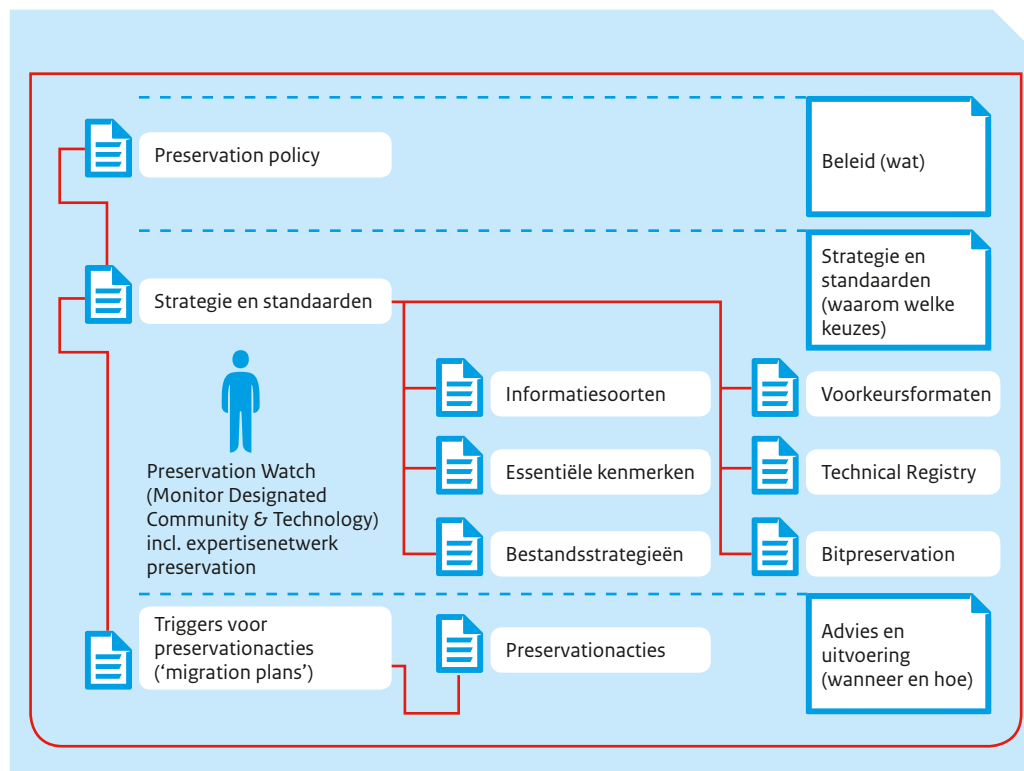 Preservation policy
Beleid (wat)
Strategie en standaarden
Strategie en
standaarden
(waarom welke
keuzes)
Informatiesoorten
Voorkeursformaten
Essentiële kenmerken
Technical Registry
Bestandsstrategieën
Bitpreservation
Preservation Watch
(Monitor Designated
Community & Technology)
incl. expertisenetwerk
preservation
Triggers voor
preservationacties
(‘migration plans’)
Preservationacties
Advies en
uitvoering
(wanneer en hoe)